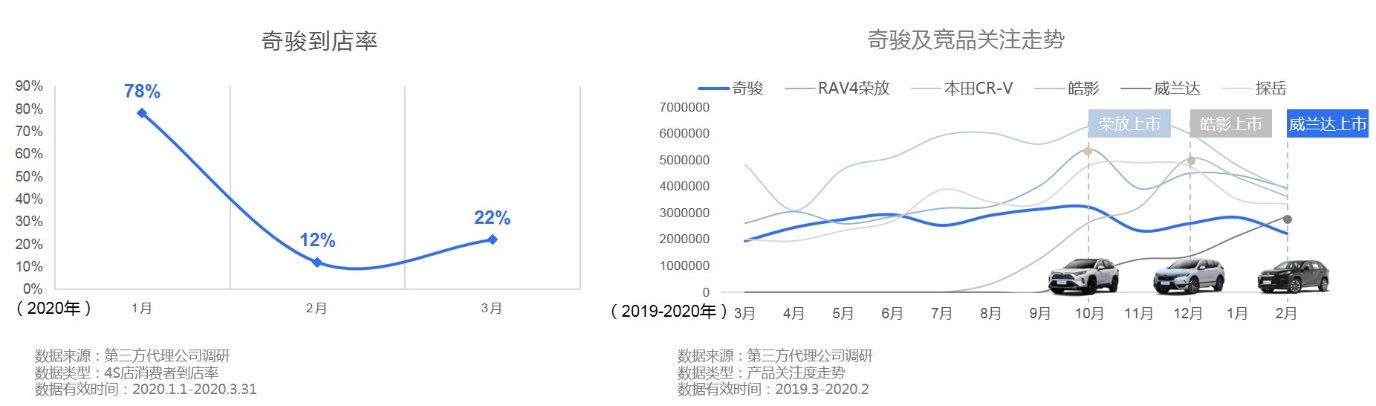 奇骏到店率
90%
80%
70%
60%
50%
40%
30%
20%
10%
0%
78%
12%
22%
（2020年）
1月
2月
3月
数据来源：第三方代理公司调研
数据类型：4S店消费者到店率
数据有效时间：2020.1.1-2020.3.31
奇骏及竞品关注走势
奇骏
RAV4荣放
本田CR-V
皓影
威兰达
探岳
7000000
6000000
5000000
4000000
3000000
2000000
1000000
0
荣放上市
皓影上市
威兰达上市
（2019-2020年）
3月
4月
5月
6月
7月
8月
9月
10月
11月
12月
1月
2月
数据来源：第三方代理公司调研
数据类型：产品关注度走势
数据有效时间：2019.3-2020.2